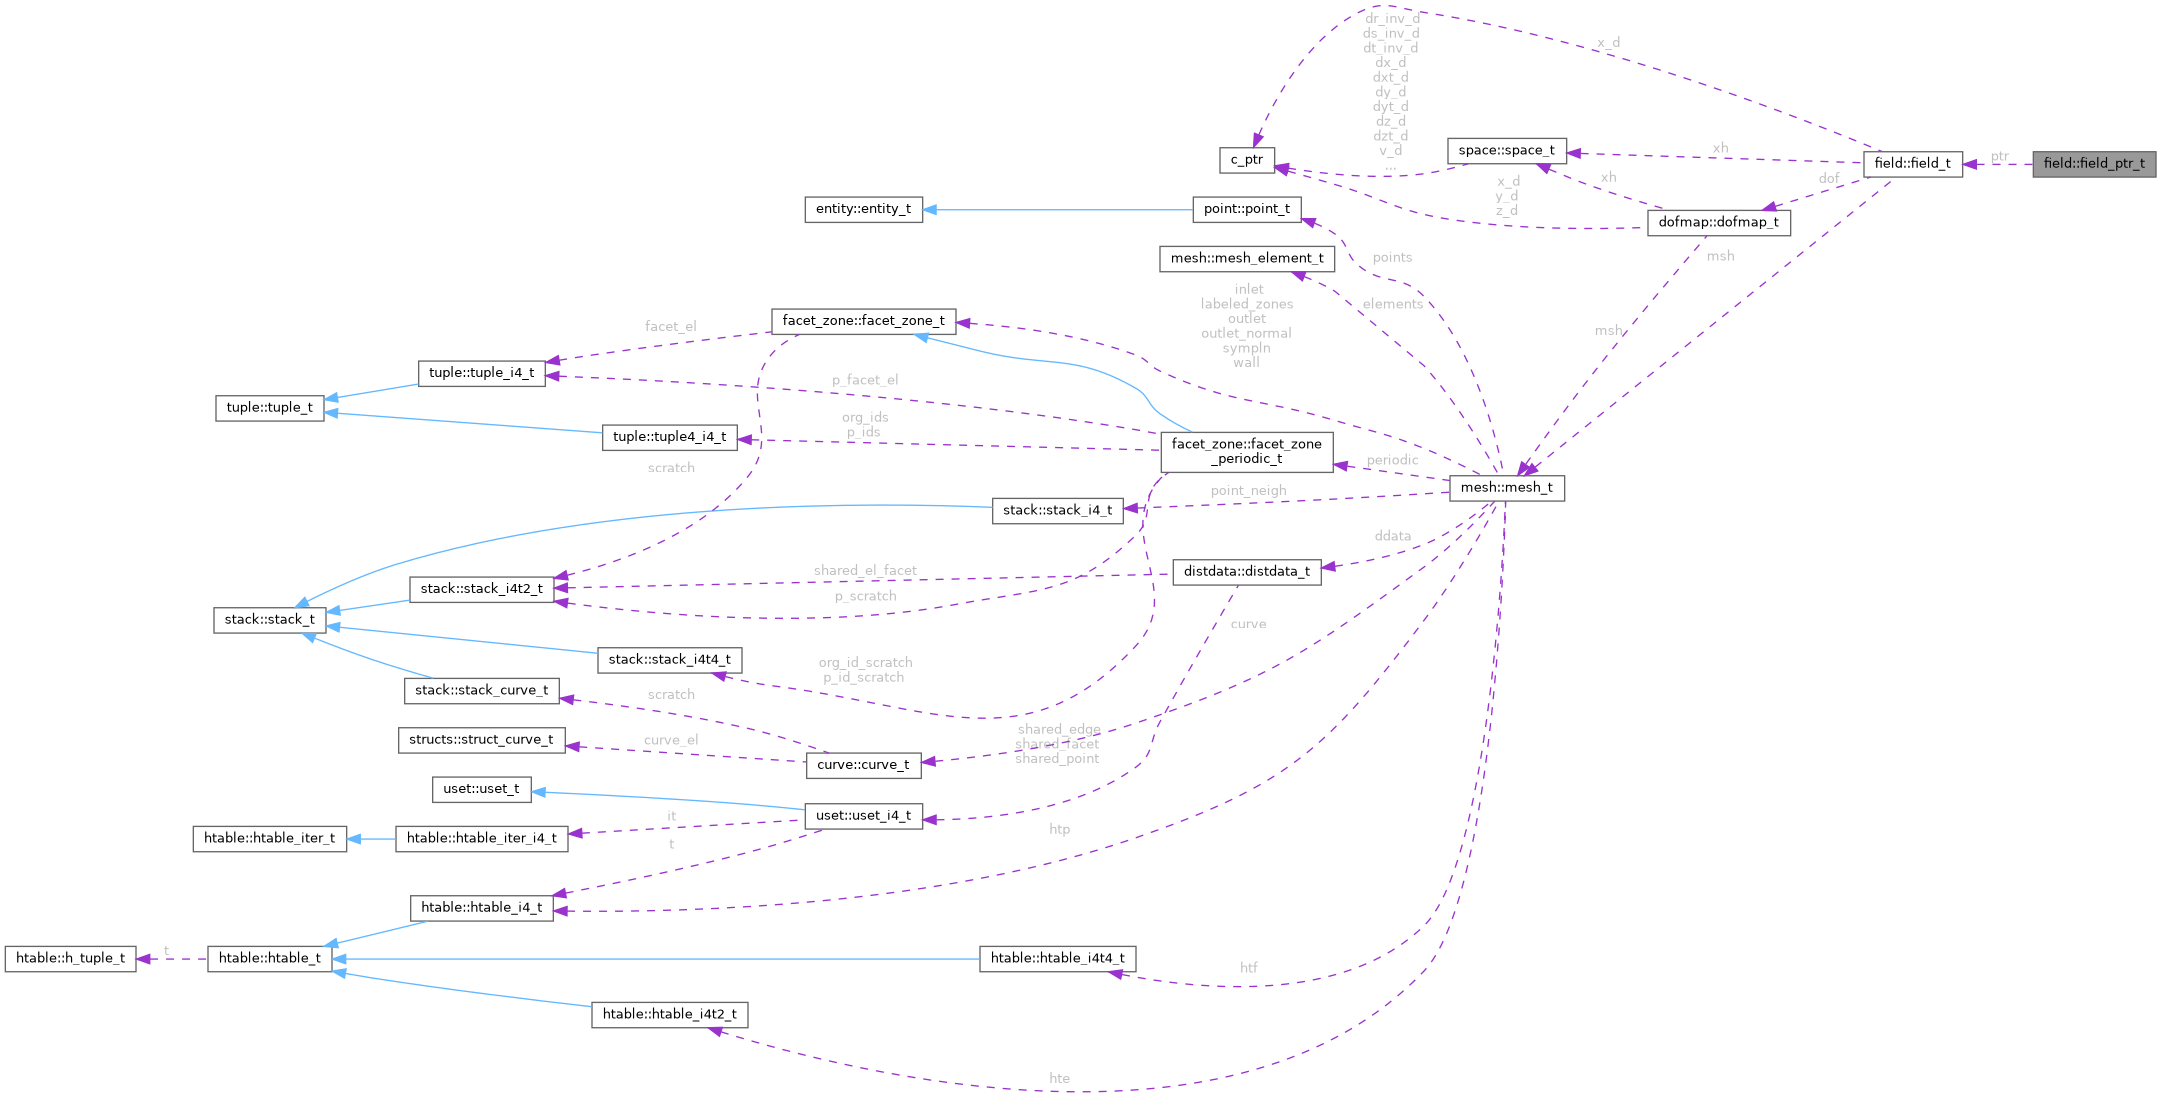 dr_inv_d
ds_inv_d
dt_inv_d
dx_d
dxt_d
dy_d
dyt_d
dz_d
dzt_d
v_d
...
x_d
space::space_t
xh
c_ptr
field::field_t
ptr
field::field_ptr_t
xh
dof
x_d
y_d
z_d
entity::entity_t
point::point_t
dofmap::dofmap_t
mesh::mesh_element_t
points
msh
inlet
labeled_zones
outlet
outlet_normal
sympln
wall
elements
facet_zone::facet_zone_t
facet_el
msh
tuple::tuple_i4_t
p_facet_el
tuple::tuple_t
org_ids
p_ids
tuple::tuple4_i4_t
facet_zone::facet_zone
_periodic_t
periodic
scratch
mesh::mesh_t
point_neigh
stack::stack_i4_t
ddata
shared_el_facet
distdata::distdata_t
stack::stack_i4t2_t
p_scratch
stack::stack_t
curve
stack::stack_i4t4_t
org_id_scratch
p_id_scratch
stack::stack_curve_t
scratch
shared_edge
shared_facet
shared_point
structs::struct_curve_t
curve_el
curve::curve_t
uset::uset_t
uset::uset_i4_t
it
t
htable::htable_iter_t
htable::htable_iter_i4_t
htp
htable::htable_i4_t
htable::h_tuple_t
t
htable::htable_t
htable::htable_i4t4_t
htf
htable::htable_i4t2_t
hte